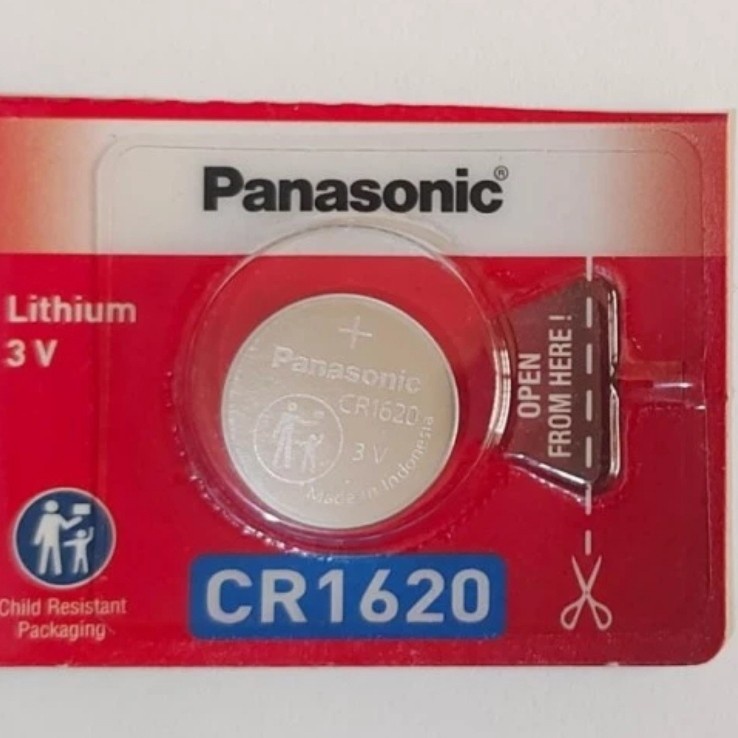 Panasonic®
Lithium
3 V
+
Panasonic
CR1620
3 V
Made in Indonesia
OPEN
FROM HERE !
Child Resistant
Packaging
CR1620